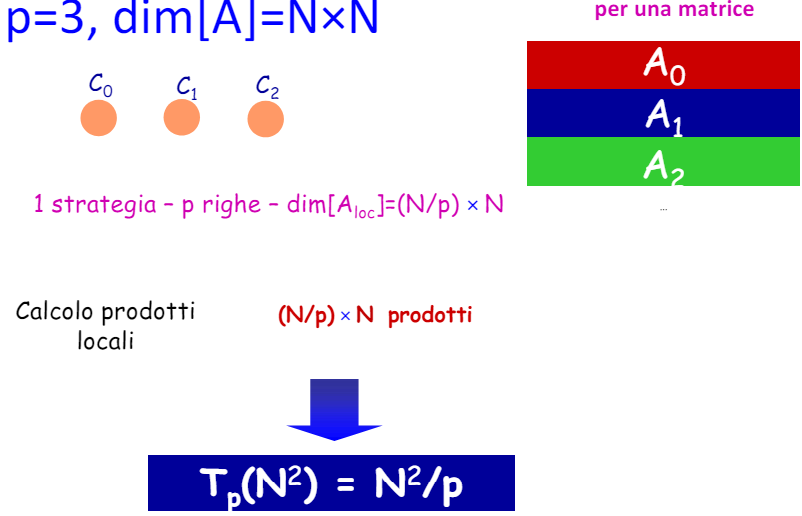 p=3, dim[A]=N×N
per una matrice
C₀ C₁ C₂
A₀
A₁
A₂
1 strategia – p righe – dim[Aₗₒ꜀]=(N/p) × N
...
Calcolo prodotti
locali
(N/p) × N prodotti
Tₚ(N²) = N²/p